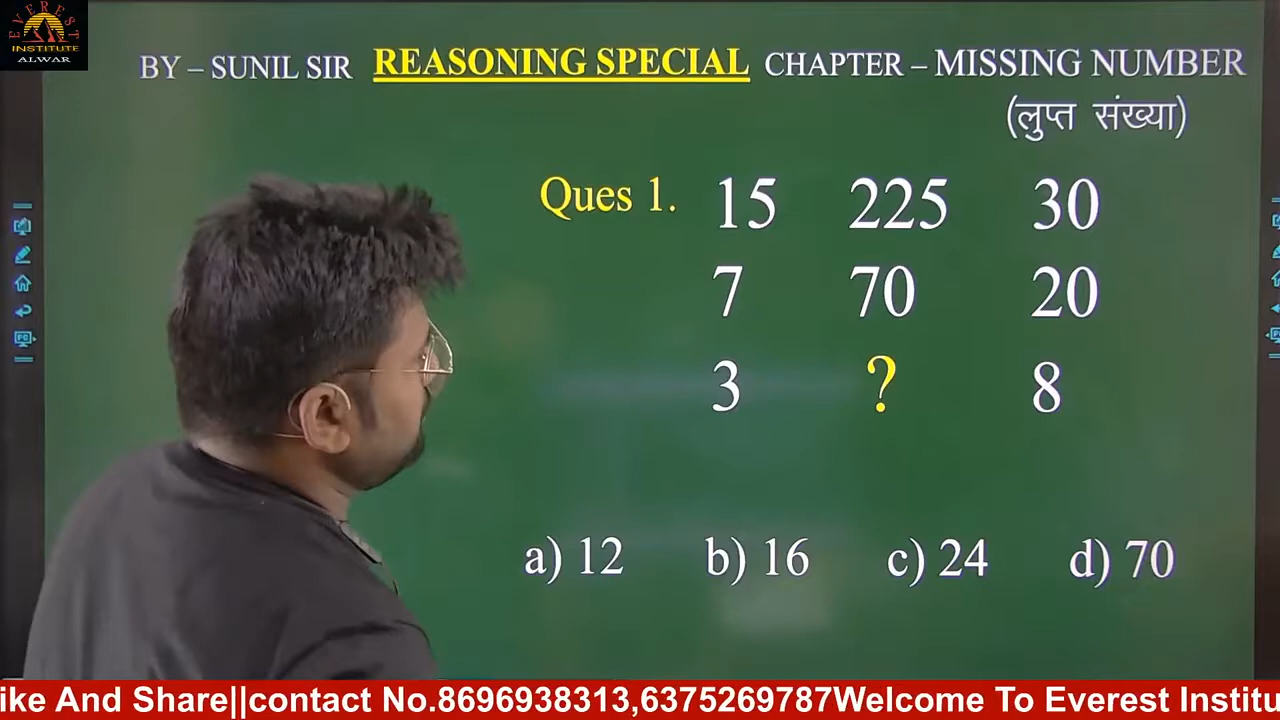 EVEREST
INSTITUTE
ALWAR
BY – SUNIL SIR REASONING SPECIAL CHAPTER – MISSING NUMBER
(लुप्त संख्या)
Ques 1. 15 225 30
7 70 20
3 ? 8
a) 12 b) 16 c) 24 d) 70
ike And Share||contact No.8696938313,6375269787Welcome To Everest Institu